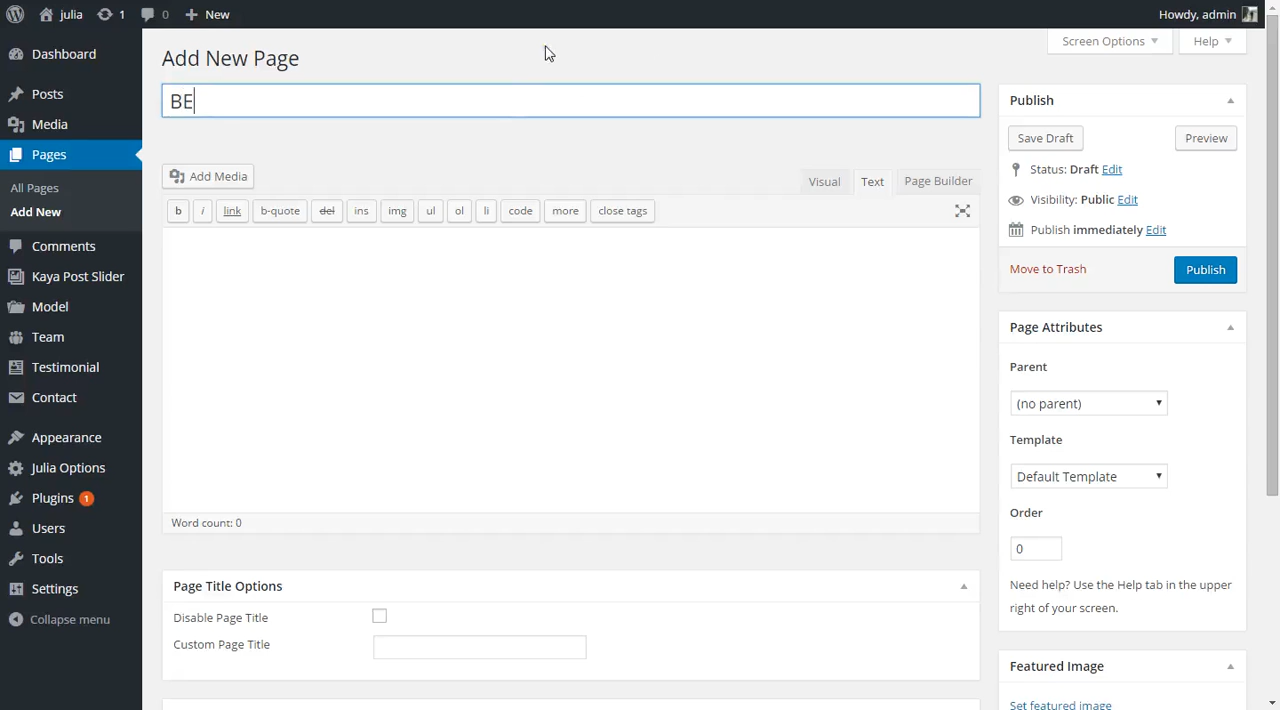 julia
1
0
New
Howdy, admin
Dashboard
Posts
Media
Pages
All Pages
Add New
Comments
Kaya Post Slider
Model
Team
Testimonial
Contact
Appearance
Julia Options
Plugins 1
Users
Tools
Settings
Collapse menu
Screen Options
Help
Add New Page
BE
Add Media
Visual
Text
Page Builder
b
i
link
b-quote
del
ins
img
ul
ol
li
code
more
close tags
Word count: 0
Page Title Options
Disable Page Title
Custom Page Title
Publish
Save Draft
Preview
Status: Draft Edit
Visibility: Public Edit
Publish immediately Edit
Move to Trash
Publish
Page Attributes
Parent
(no parent)
Template
Default Template
Order
0
Need help? Use the Help tab in the upper
right of your screen.
Featured Image
Set featured image